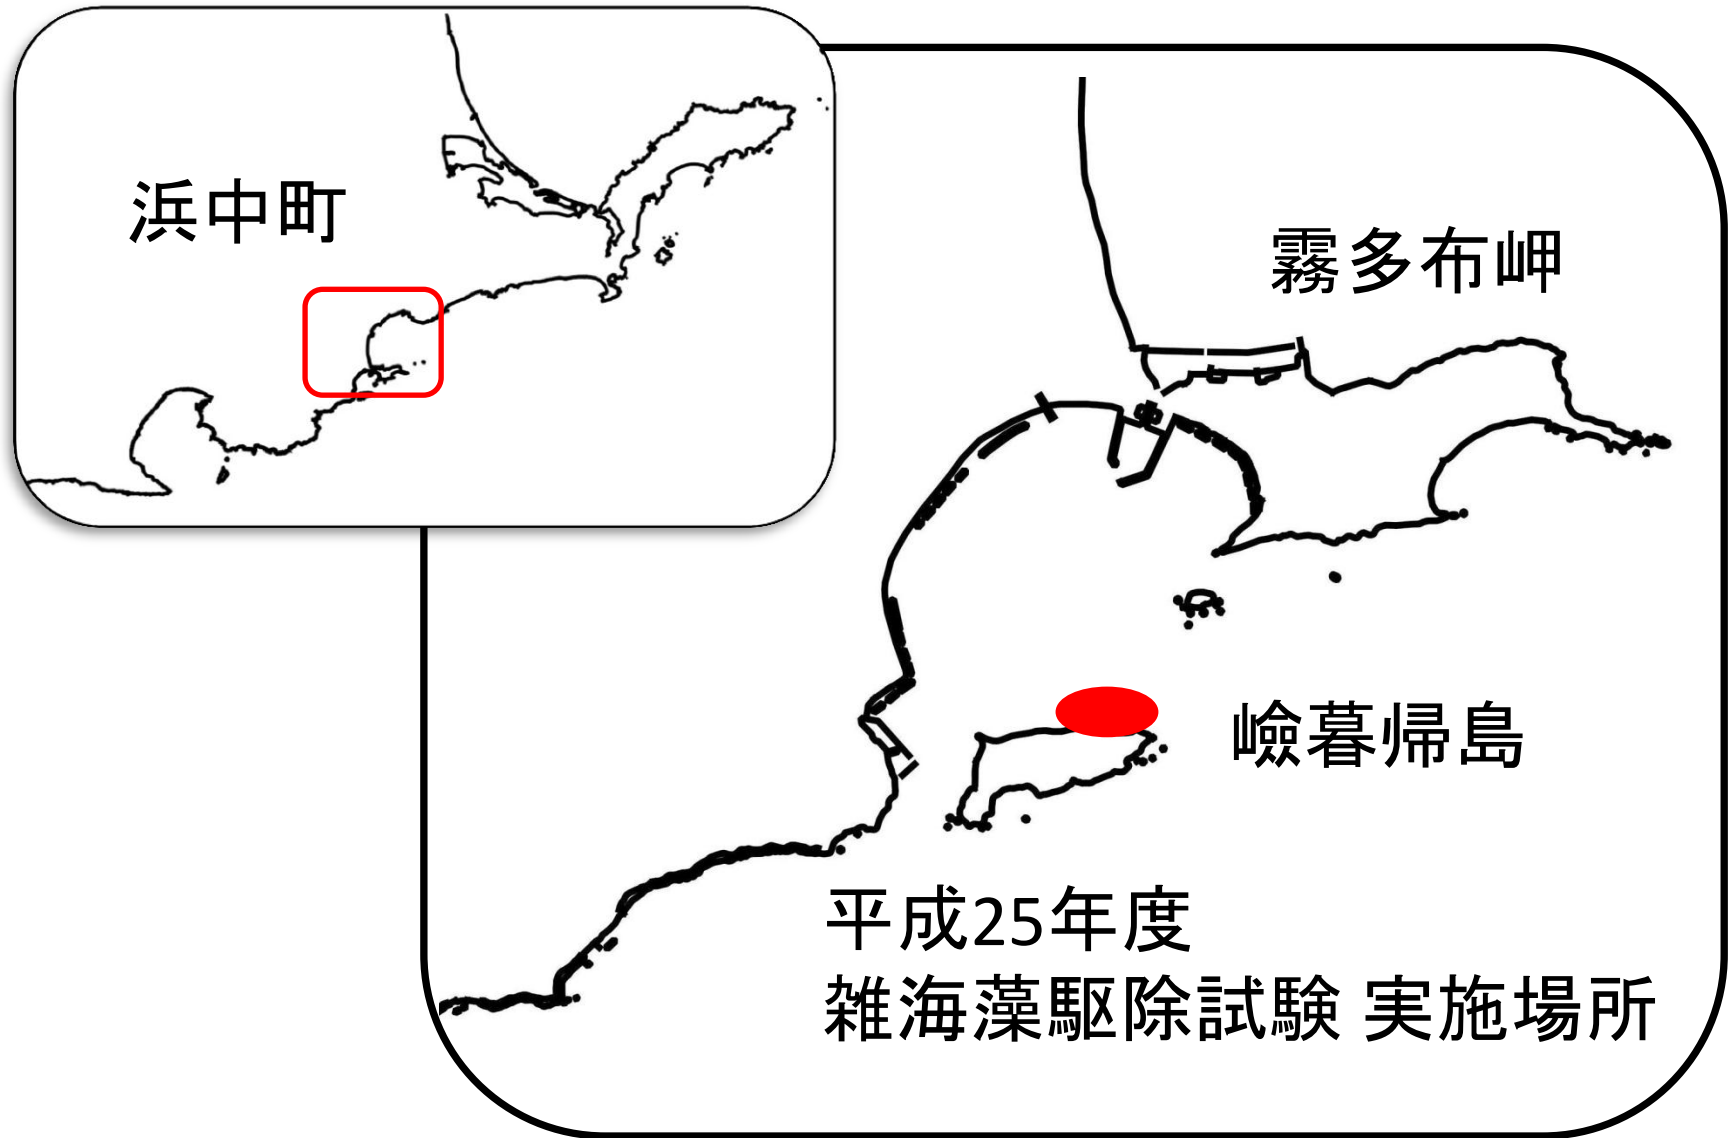 浜中町
霧多布岬
嶮暮帰島
平成25年度
雑海藻駆除試験 実施場所